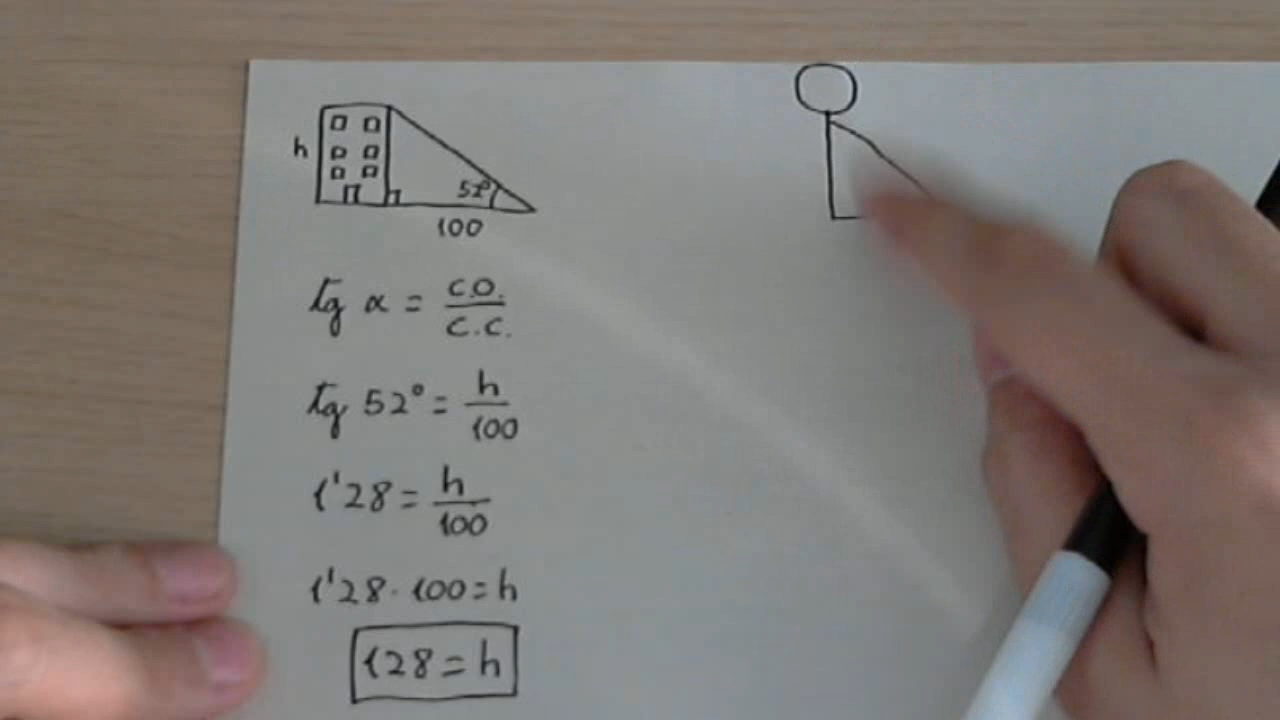 h
52°
100
tg α = c.o. / c.c.
tg 52° = h / 100
1'28 = h / 100
1'28 · 100 = h
128 = h